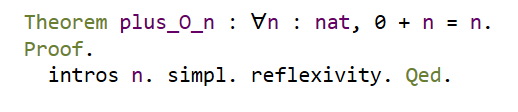 Theorem plus_O_n : ∀n : nat, 0 + n = n.
Proof.
intros n. simpl. reflexivity. Qed.